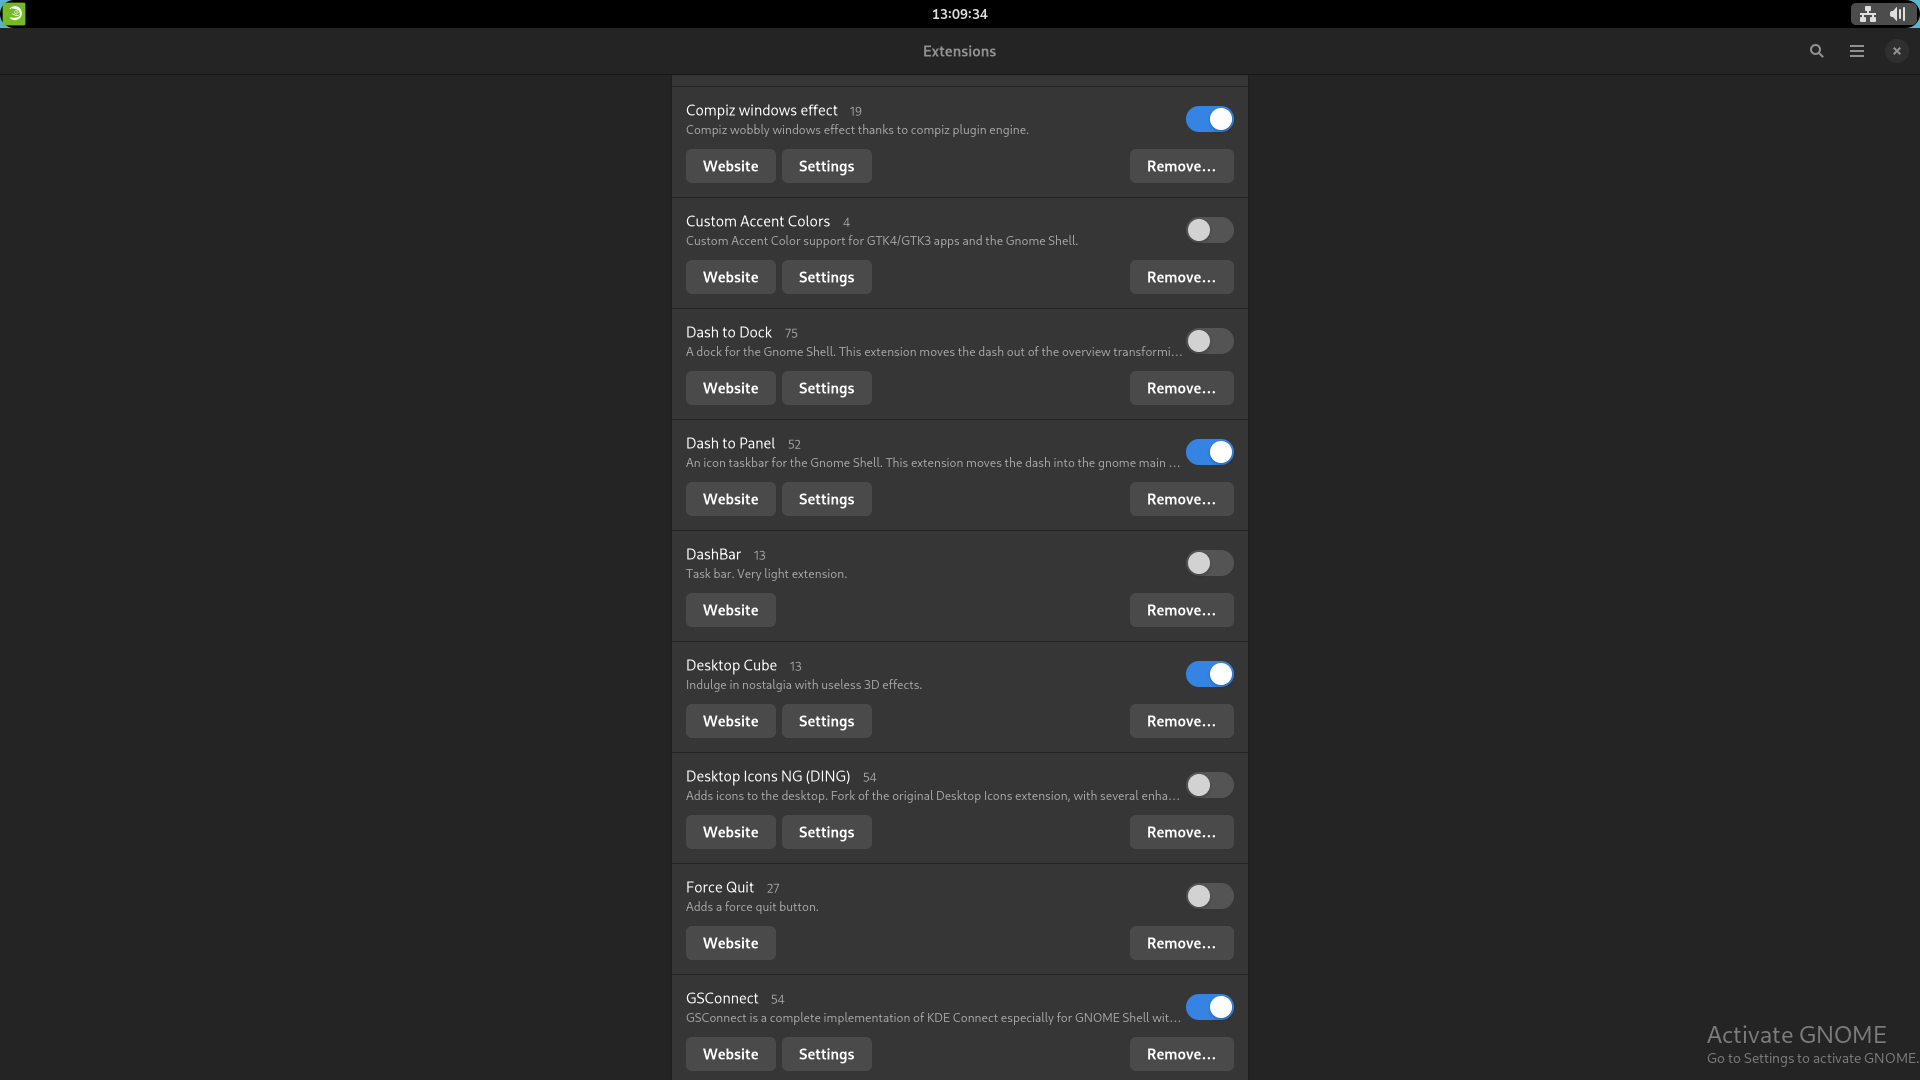 13:09:34
Extensions
Compiz windows effect 19
Compiz wobbly windows effect thanks to compiz plugin engine.
Website Settings Remove…
Custom Accent Colors 4
Custom Accent Color support for GTK4/GTK3 apps and the Gnome Shell.
Website Settings Remove…
Dash to Dock 75
A dock for the Gnome Shell. This extension moves the dash out of the overview transformi…
Website Settings Remove…
Dash to Panel 52
An icon taskbar for the Gnome Shell. This extension moves the dash into the gnome main …
Website Settings Remove…
DashBar 13
Task bar. Very light extension.
Website Remove…
Desktop Cube 13
Indulge in nostalgia with useless 3D effects.
Website Settings Remove…
Desktop Icons NG (DING) 54
Adds icons to the desktop. Fork of the original Desktop Icons extension, with several enha…
Website Settings Remove…
Force Quit 27
Adds a force quit button.
Website Remove…
GSConnect 54
GSConnect is a complete implementation of KDE Connect especially for GNOME Shell wit…
Website Settings Remove…
Activate GNOME
Go to Settings to activate GNOME.